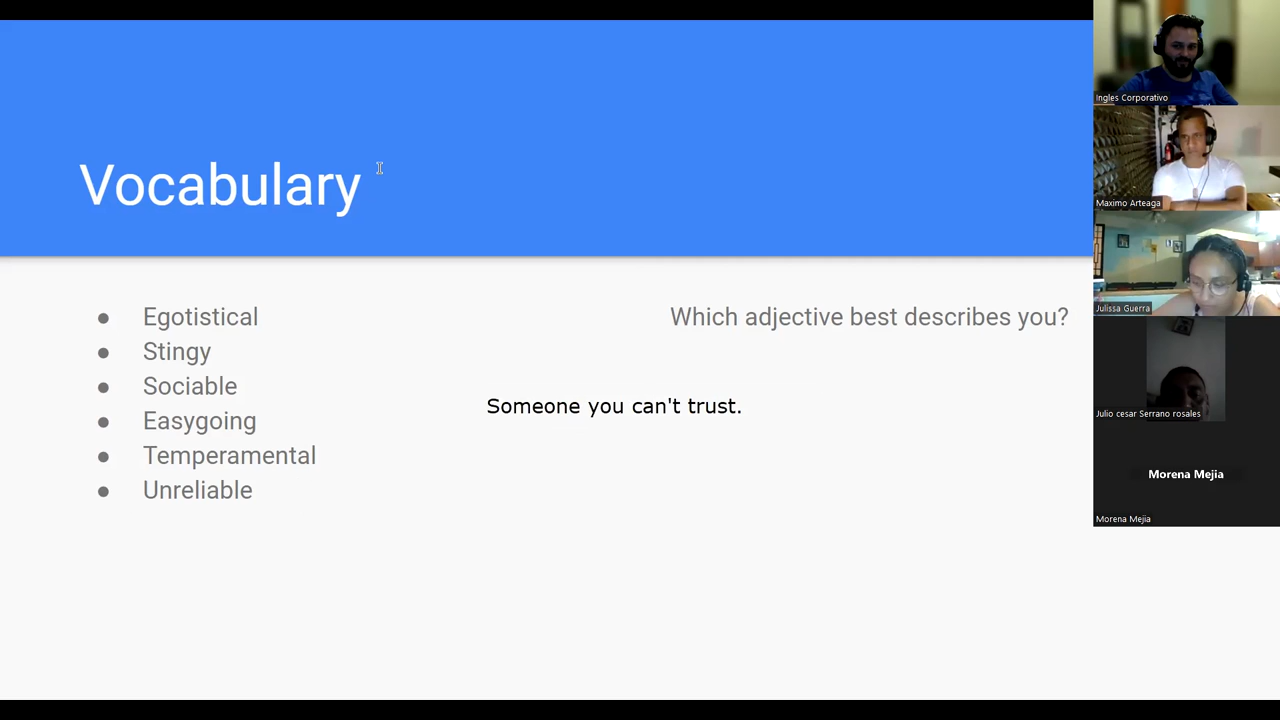 Vocabulary
Egotistical
Stingy
Sociable
Easygoing
Temperamental
Unreliable
Which adjective best describes you?
Someone you can't trust.
Ingles Corporativo
Maximo Arteaga
Julissa Guerra
Julio cesar Serrano rosales
Morena Mejia
Morena Mejia